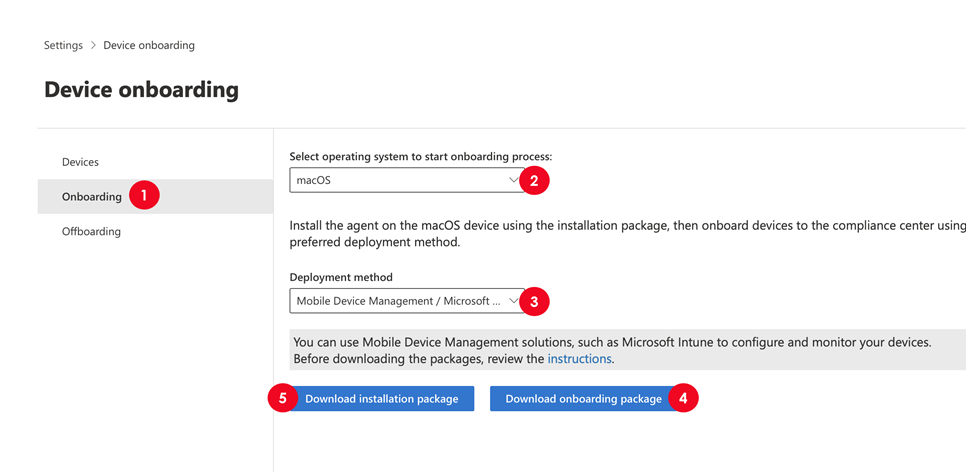 Settings > Device onboarding
Device onboarding
Devices
Onboarding 1
Offboarding
Select operating system to start onboarding process:
macOS 2
Install the agent on the macOS device using the installation package, then onboard devices to the compliance center using
preferred deployment method.
Deployment method
Mobile Device Management / Microsoft ... 3
You can use Mobile Device Management solutions, such as Microsoft Intune to configure and monitor your devices.
Before downloading the packages, review the instructions.
5 Download installation package
Download onboarding package 4